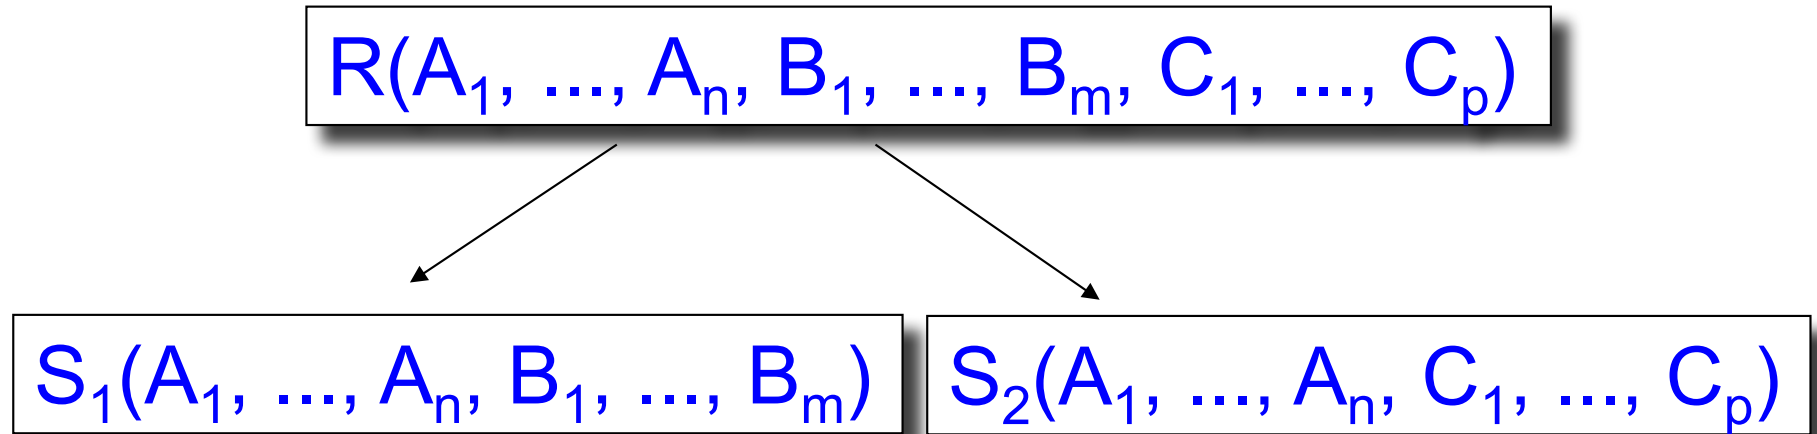 R(A₁, ..., Aₙ, B₁, ..., Bₘ, C₁, ..., Cₚ)
S₁(A₁, ..., Aₙ, B₁, ..., Bₘ)
S₂(A₁, ..., Aₙ, C₁, ..., Cₚ)